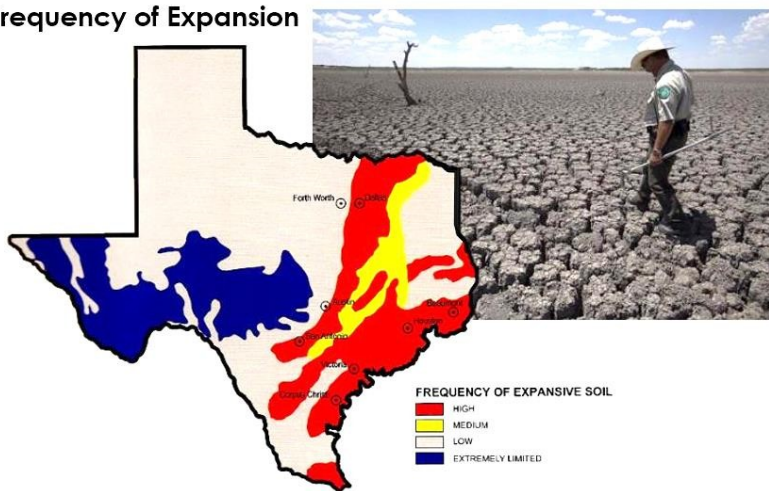 requency of Expansion
Forth Worth
Dallas
Austin
Beaumont
Houston
San Antonio
Victoria
Corpus Christi
FREQUENCY OF EXPANSIVE SOIL
HIGH
MEDIUM
LOW
EXTREMELY LIMITED